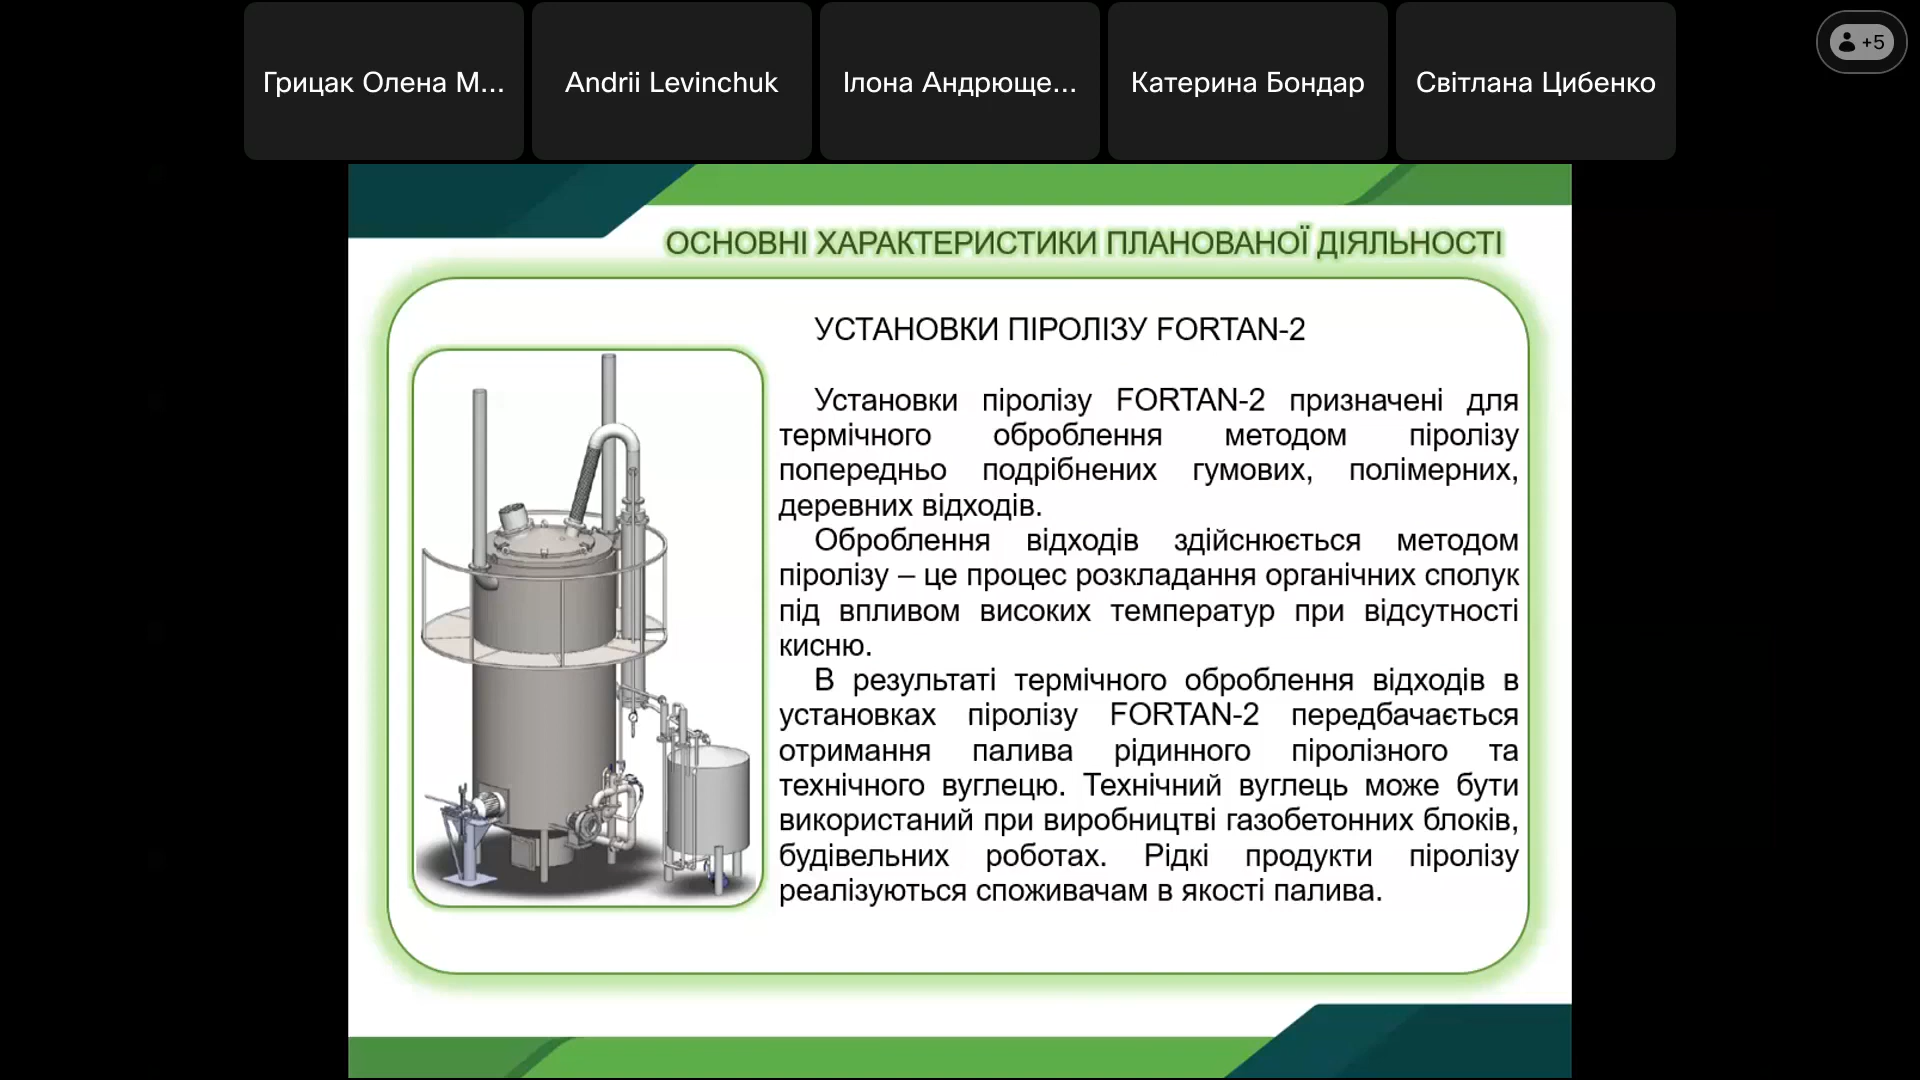 Грицак Олена М...
Andrii Levinchuk
Ілона Андрюще...
Катерина Бондар
Світлана Цибенко
+5
ОСНОВНІ ХАРАКТЕРИСТИКИ ПЛАНОВАНОЇ ДІЯЛЬНОСТІ
УСТАНОВКИ ПІРОЛІЗУ FORTAN-2
Установки піролізу FORTAN-2 призначені для
термічного оброблення методом піролізу
попередньо подрібнених гумових, полімерних,
деревних відходів.
Оброблення відходів здійснюється методом
піролізу – це процес розкладання органічних сполук
під впливом високих температур при відсутності
кисню.
В результаті термічного оброблення відходів в
установках піролізу FORTAN-2 передбачається
отримання палива рідинного піролізного та
технічного вуглецю. Технічний вуглець може бути
використаний при виробництві газобетонних блоків,
будівельних роботах. Рідкі продукти піролізу
реалізуються споживачам в якості палива.